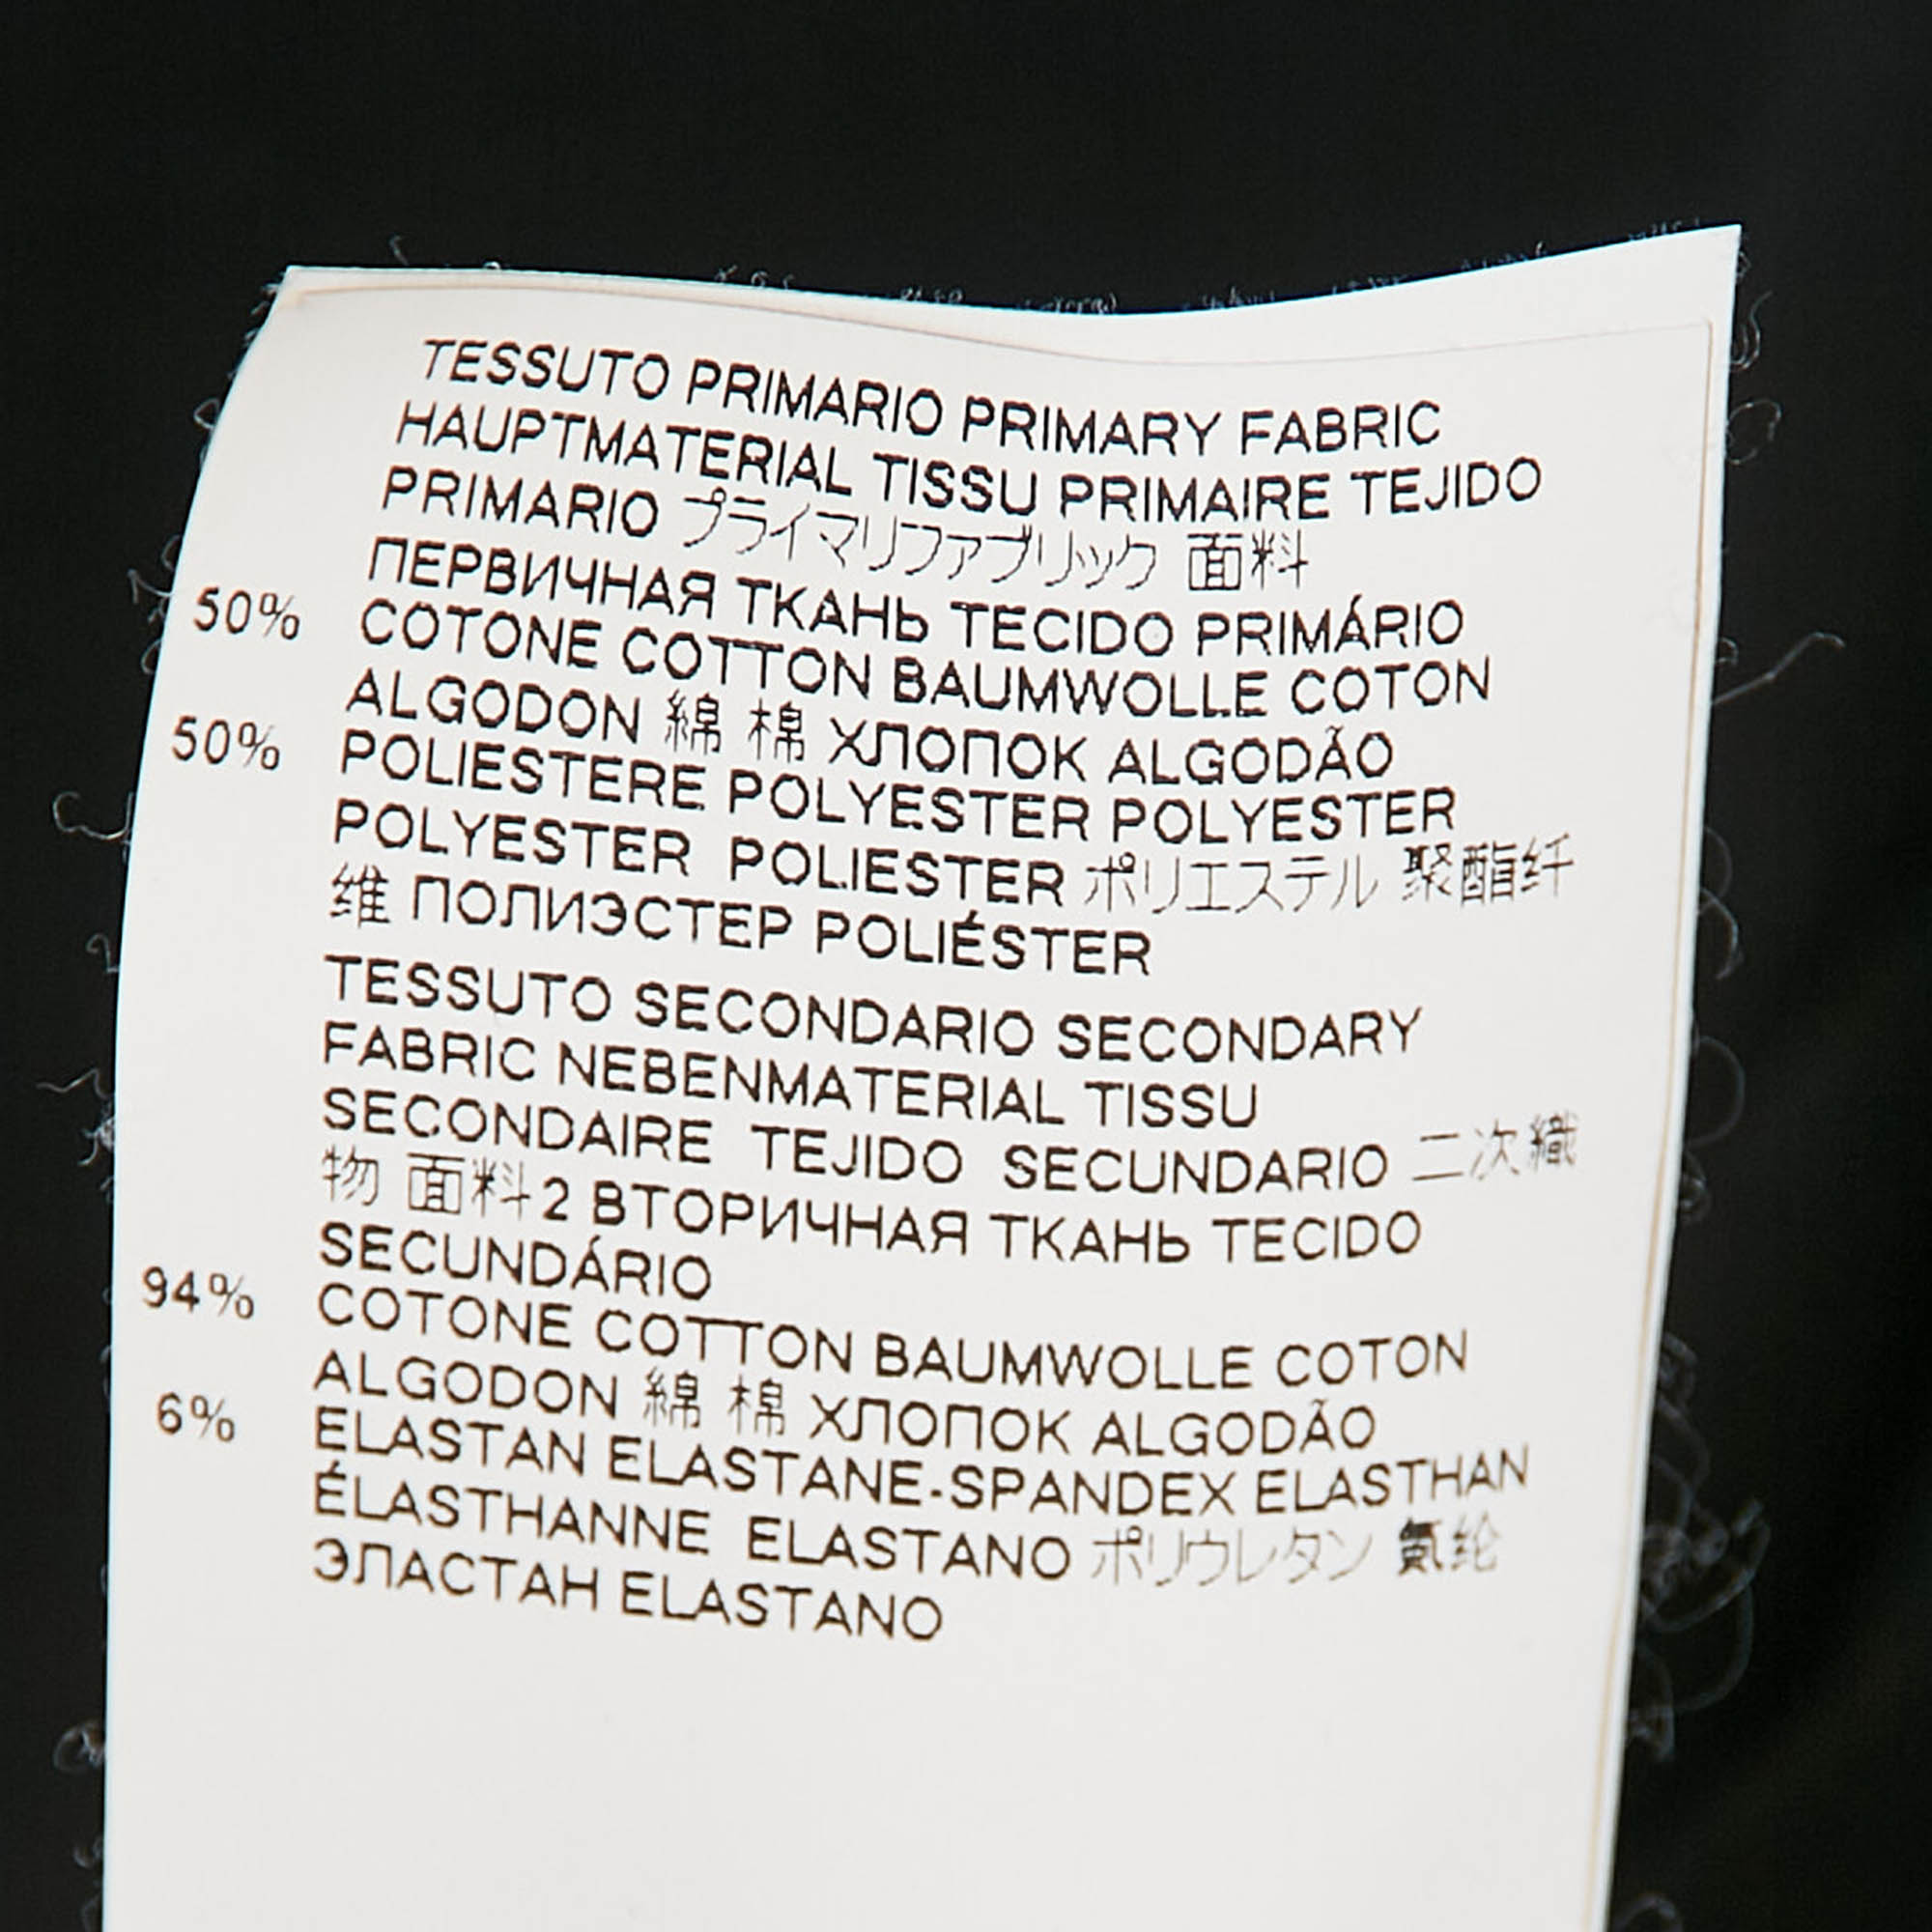 TESSUTO PRIMARIO PRIMARY FABRIC
HAUPTMATERIAL TISSU PRIMAIRE TEJIDO
PRIMARIO プライマリファブリック 面料
ПЕРВИЧНАЯ ТКАНЬ TECIDO PRIMÁRIO
50% COTONE COTTON BAUMWOLLE COTON
ALGODON 綿 棉 ХЛОПОК ALGODÃO
50% POLIESTERE POLYESTER POLYESTER
POLYESTER POLIESTER ポリエステル 聚酯纤
维 ПОЛИЭСТЕР POLIÉSTER
TESSUTO SECONDARIO SECONDARY
FABRIC NEBENMATERIAL TISSU
SECONDAIRE TEJIDO SECUNDARIO 二次織
物 面料2 ВТОРИЧНАЯ ТКАНЬ TECIDO
SECUNDÁRIO
94% COTONE COTTON BAUMWOLLE COTON
ALGODON 綿 棉 ХЛОПОК ALGODÃO
6% ELASTAN ELASTANE-SPANDEX ELASTHAN
ÉLASTHANNE ELASTANO ポリウレタン 氨纶
ЭЛАСТАН ELASTANO